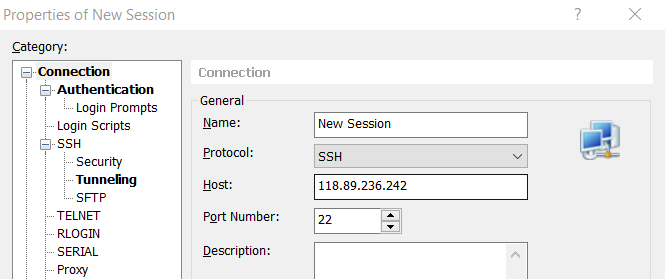 Properties of New Session
?
Category:
Connection
Authentication
Login Prompts
Login Scripts
SSH
Security
Tunneling
SFTP
TELNET
RLOGIN
SERIAL
Proxy
Connection
General
Name:
New Session
Protocol:
SSH
Host:
118.89.236.242
Port Number:
22
Description: